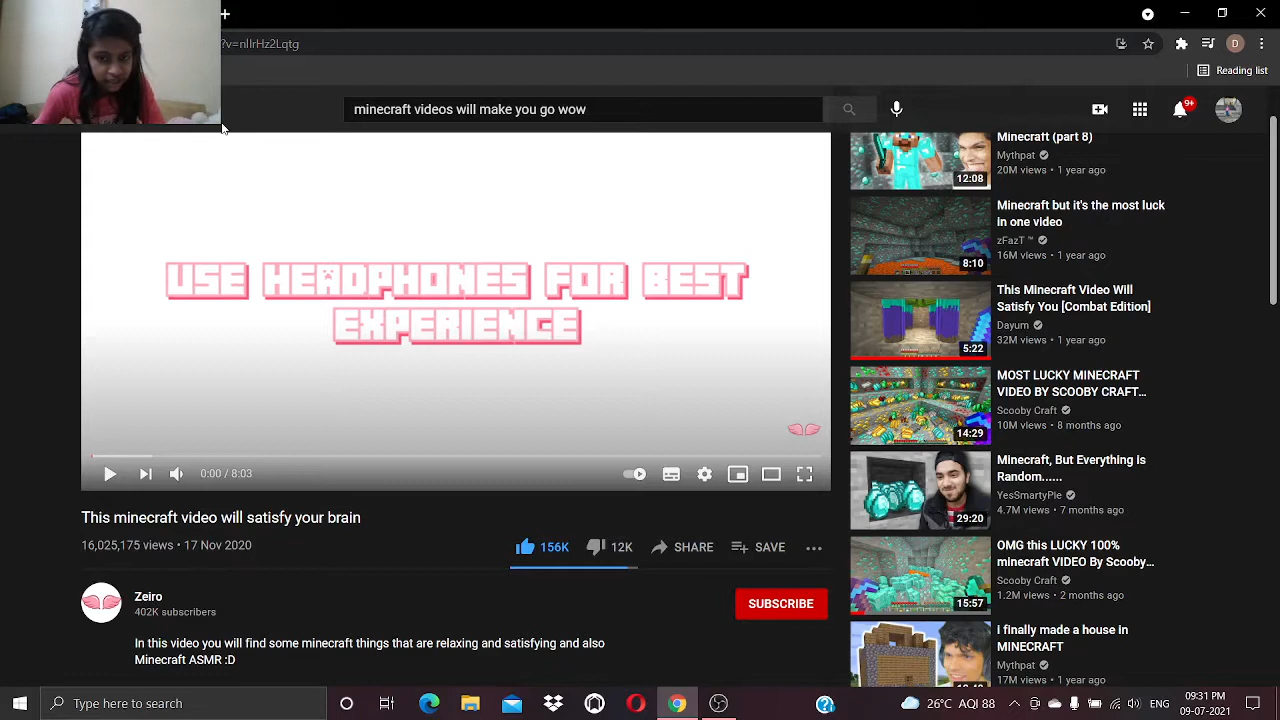 ?v=nIIrHz2Lqtg
Reading list
minecraft videos will make you go wow
9+
D
USE HEADPHONES FOR BEST
EXPERIENCE
0:00 / 8:03
This minecraft video will satisfy your brain
16,025,175 views • 17 Nov 2020
156K
12K
SHARE
SAVE
Zeiro
402K subscribers
SUBSCRIBE
In this video you will find some minecraft things that are relaxing and satisfying and also
Minecraft ASMR :D
Minecraft (part 8)
Mythpat
20M views • 1 year ago
12:08
Minecraft but it's the most luck
in one video
zFazT ™
16M views • 1 year ago
8:10
This Minecraft Video Will
Satisfy You [Combat Edition]
Dayum
32M views • 1 year ago
5:22
MOST LUCKY MINECRAFT
VIDEO BY SCOOBY CRAFT...
Scooby Craft
10M views • 8 months ago
14:29
Minecraft, But Everything is
Random......
YesSmartyPie
4.7M views • 7 months ago
29:20
OMG this LUCKY 100%
minecraft VIDEO By Scooby...
Scooby Craft
1.2M views • 2 months ago
15:57
I finally made a house in
MINECRAFT
Mythpat
17M views • 1 year ago
Type here to search
26°C AQI 88
09:31 PM
09-07-2021